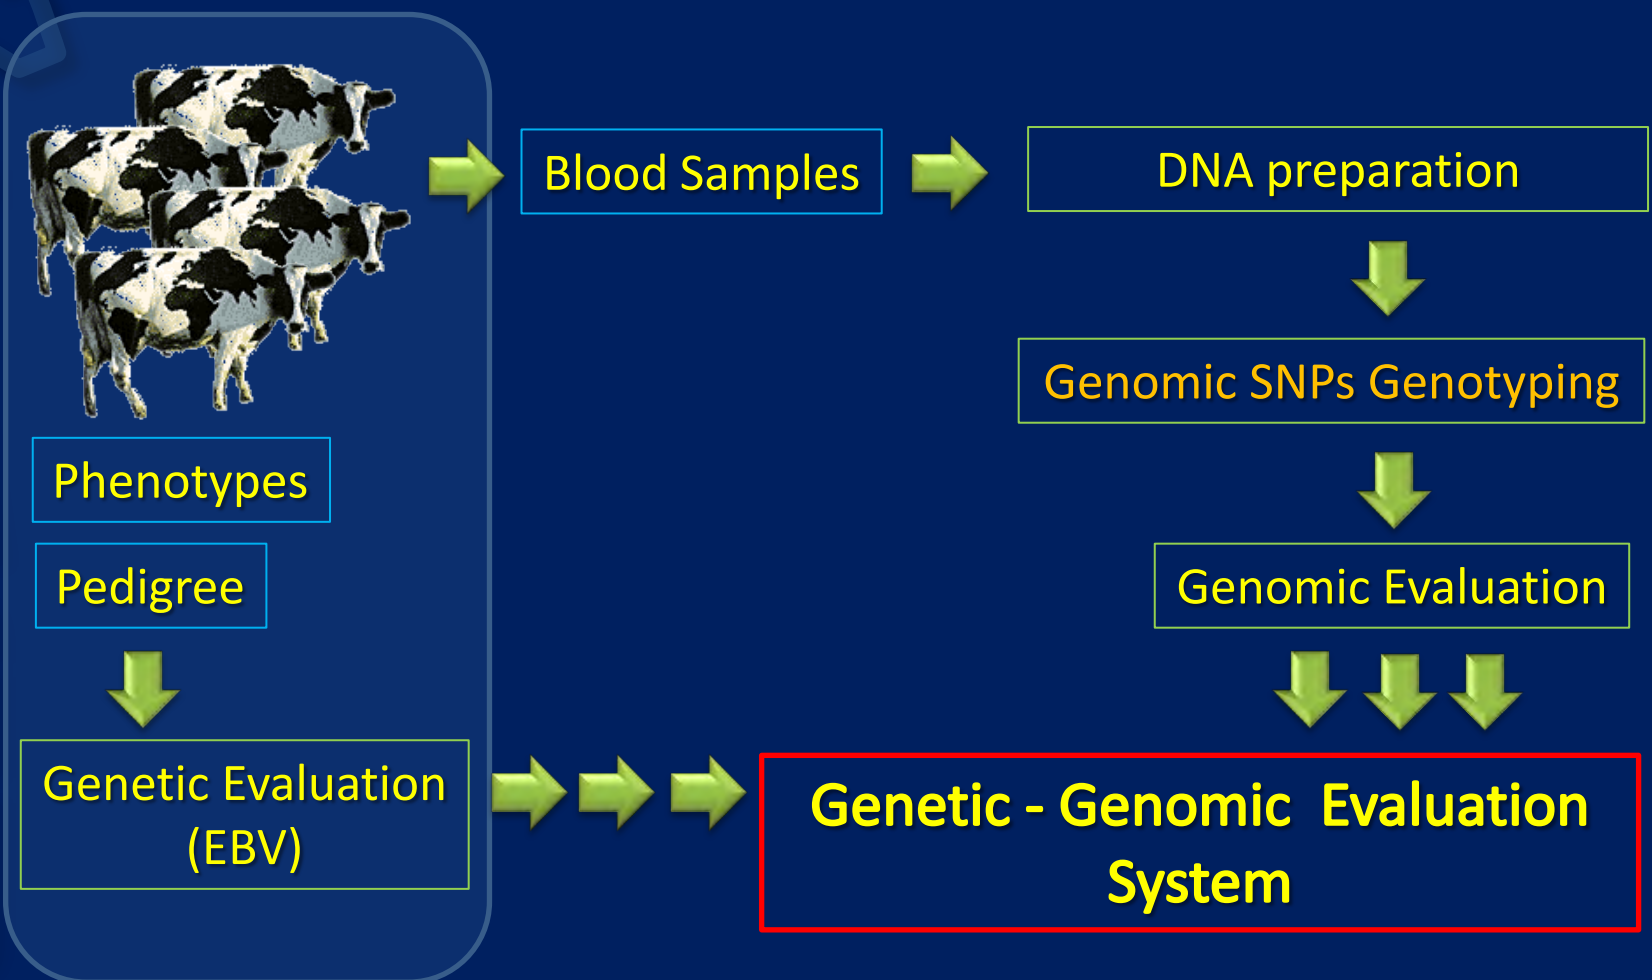 Blood Samples
DNA preparation
Genomic SNPs Genotyping
Phenotypes
Pedigree
Genomic Evaluation
Genetic Evaluation
(EBV)
Genetic - Genomic  Evaluation
System